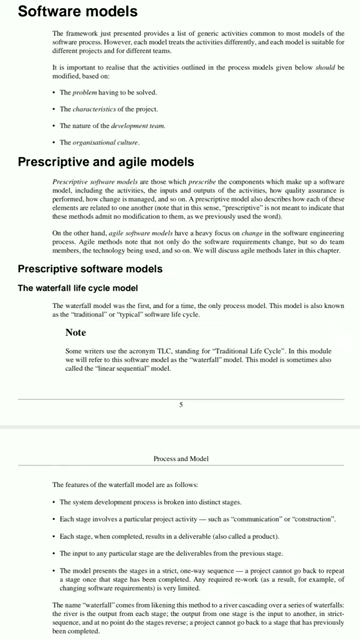 Software models
The framework just presented provides a list of generic activities common to most models of the
software process. However, each model treats the activities differently, and each model is suitable for
different projects and for different teams.
It is important to realise that the activities outlined in the process models given below should be
modified, based on:
• The problem having to be solved.
• The characteristics of the project.
• The nature of the development team.
• The organisational culture.
Prescriptive and agile models
Prescriptive software models are those which prescribe the components which make up a software
model, including the activities, the inputs and outputs of the activities, how quality assurance is
performed, how change is managed, and so on. A prescriptive model also describes how each of these
elements are related to one another (note that in this sense, “prescriptive” is not meant to indicate that
these methods admit no modification to them, as we previously used the word).
On the other hand, agile software models have a heavy focus on change in the software engineering
process. Agile methods note that not only do the software requirements change, but so do team
members, the technology being used, and so on. We will discuss agile methods later in this chapter.
Prescriptive software models
The waterfall life cycle model
The waterfall model was the first, and for a time, the only process model. This model is also known
as the “traditional” or “typical” software life cycle.
Note
Some writers use the acronym TLC, standing for “Traditional Life Cycle”. In this module
we will refer to this software model as the “waterfall” model. This model is sometimes also
called the “linear sequential” model.
5
Process and Model
The features of the waterfall model are as follows:
• The system development process is broken into distinct stages.
• Each stage involves a particular project activity — such as “communication” or “construction”.
• Each stage, when completed, results in a deliverable (also called a product).
• The input to any particular stage are the deliverables from the previous stage.
• The model presents the stages in a strict, one-way sequence — a project cannot go back to repeat
a stage once that stage has been completed. Any required re-work (as a result, for example, of
changing software requirements) is very limited.
The name “waterfall” comes from likening this method to a river cascading over a series of waterfalls:
the river is the output from each stage; the output from one stage is the input to another, in strict-
sequence, and at no point do the stages reverse; a project cannot go back to a stage that has previously
been completed.